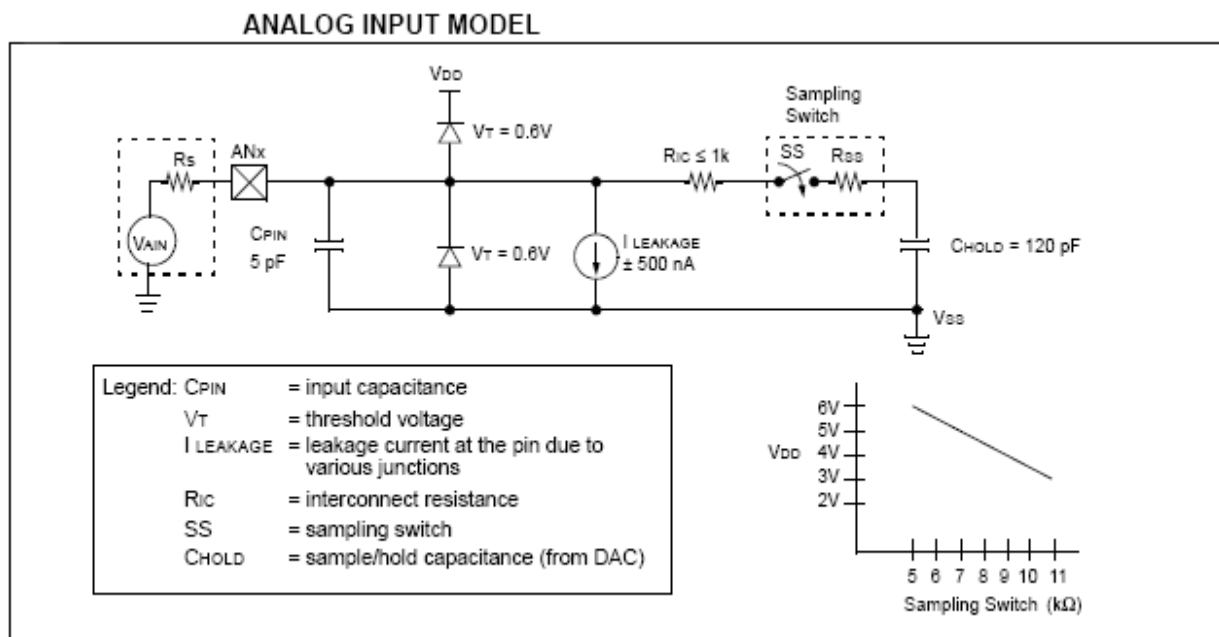 ANALOG INPUT MODEL
VDD
Sampling
Switch
VT = 0.6V
RS
ANx
RIC ≤ 1k
SS
RSS
VAIN
CPIN
5 pF
VT = 0.6V
I LEAKAGE
± 500 nA
CHOLD = 120 pF
VSS
Legend: CPIN = input capacitance
VT = threshold voltage
I LEAKAGE = leakage current at the pin due to
various junctions
RIC = interconnect resistance
SS = sampling switch
CHOLD = sample/hold capacitance (from DAC)
6V
5V
VDD 4V
3V
2V
5 6 7 8 9 10 11
Sampling Switch (kΩ)